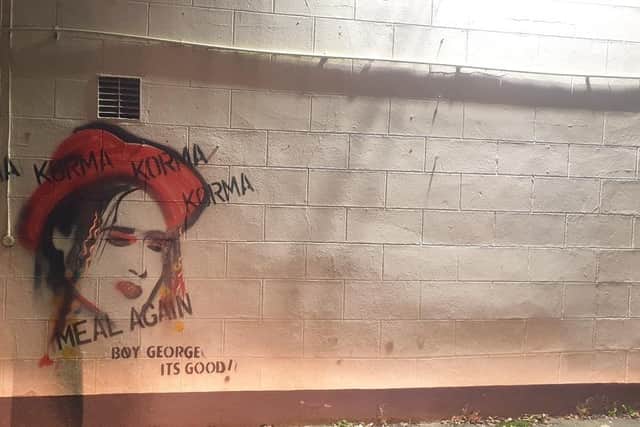 A KORMA KORMA KORMA
MEAL AGAIN
BOY GEORGE
ITS GOOD!